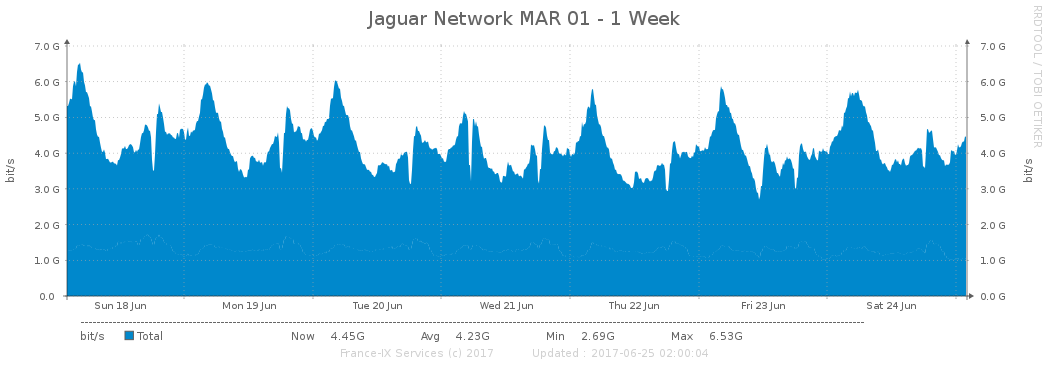 Jaguar Network MAR 01 - 1 Week
RRDTOOL / TOBI OETIKER
bit/s
7.0 G 7.0 G
6.0 G 6.0 G
5.0 G 5.0 G
4.0 G 4.0 G
3.0 G 3.0 G
2.0 G 2.0 G
1.0 G 1.0 G
0.0 0.0 G
bit/s
Sun 18 Jun Mon 19 Jun Tue 20 Jun Wed 21 Jun Thu 22 Jun Fri 23 Jun Sat 24 Jun
bit/s Total Now 4.45G Avg 4.23G Min 2.69G Max 6.53G
France-IX Services (c) 2017 Updated : 2017-06-25 02:00:04